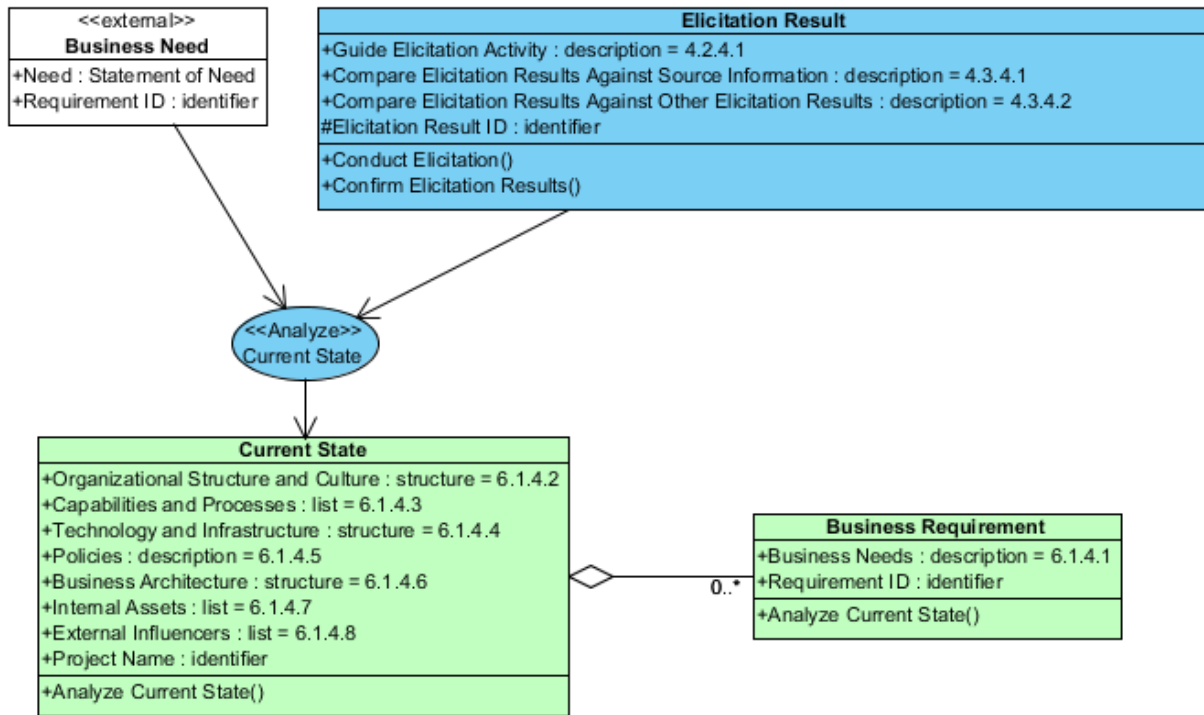 <<external>>
Business Need
+Need : Statement of Need
+Requirement ID : identifier
Elicitation Result
+Guide Elicitation Activity : description = 4.2.4.1
+Compare Elicitation Results Against Source Information : description = 4.3.4.1
+Compare Elicitation Results Against Other Elicitation Results : description = 4.3.4.2
#Elicitation Result ID : identifier
+Conduct Elicitation()
+Confirm Elicitation Results()
<<Analyze>>
Current State
Current State
+Organizational Structure and Culture : structure = 6.1.4.2
+Capabilities and Processes : list = 6.1.4.3
+Technology and Infrastructure : structure = 6.1.4.4
+Policies : description = 6.1.4.5
+Business Architecture : structure = 6.1.4.6
+Internal Assets : list = 6.1.4.7
+External Influencers : list = 6.1.4.8
+Project Name : identifier
+Analyze Current State()
0..*
Business Requirement
+Business Needs : description = 6.1.4.1
+Requirement ID : identifier
+Analyze Current State()